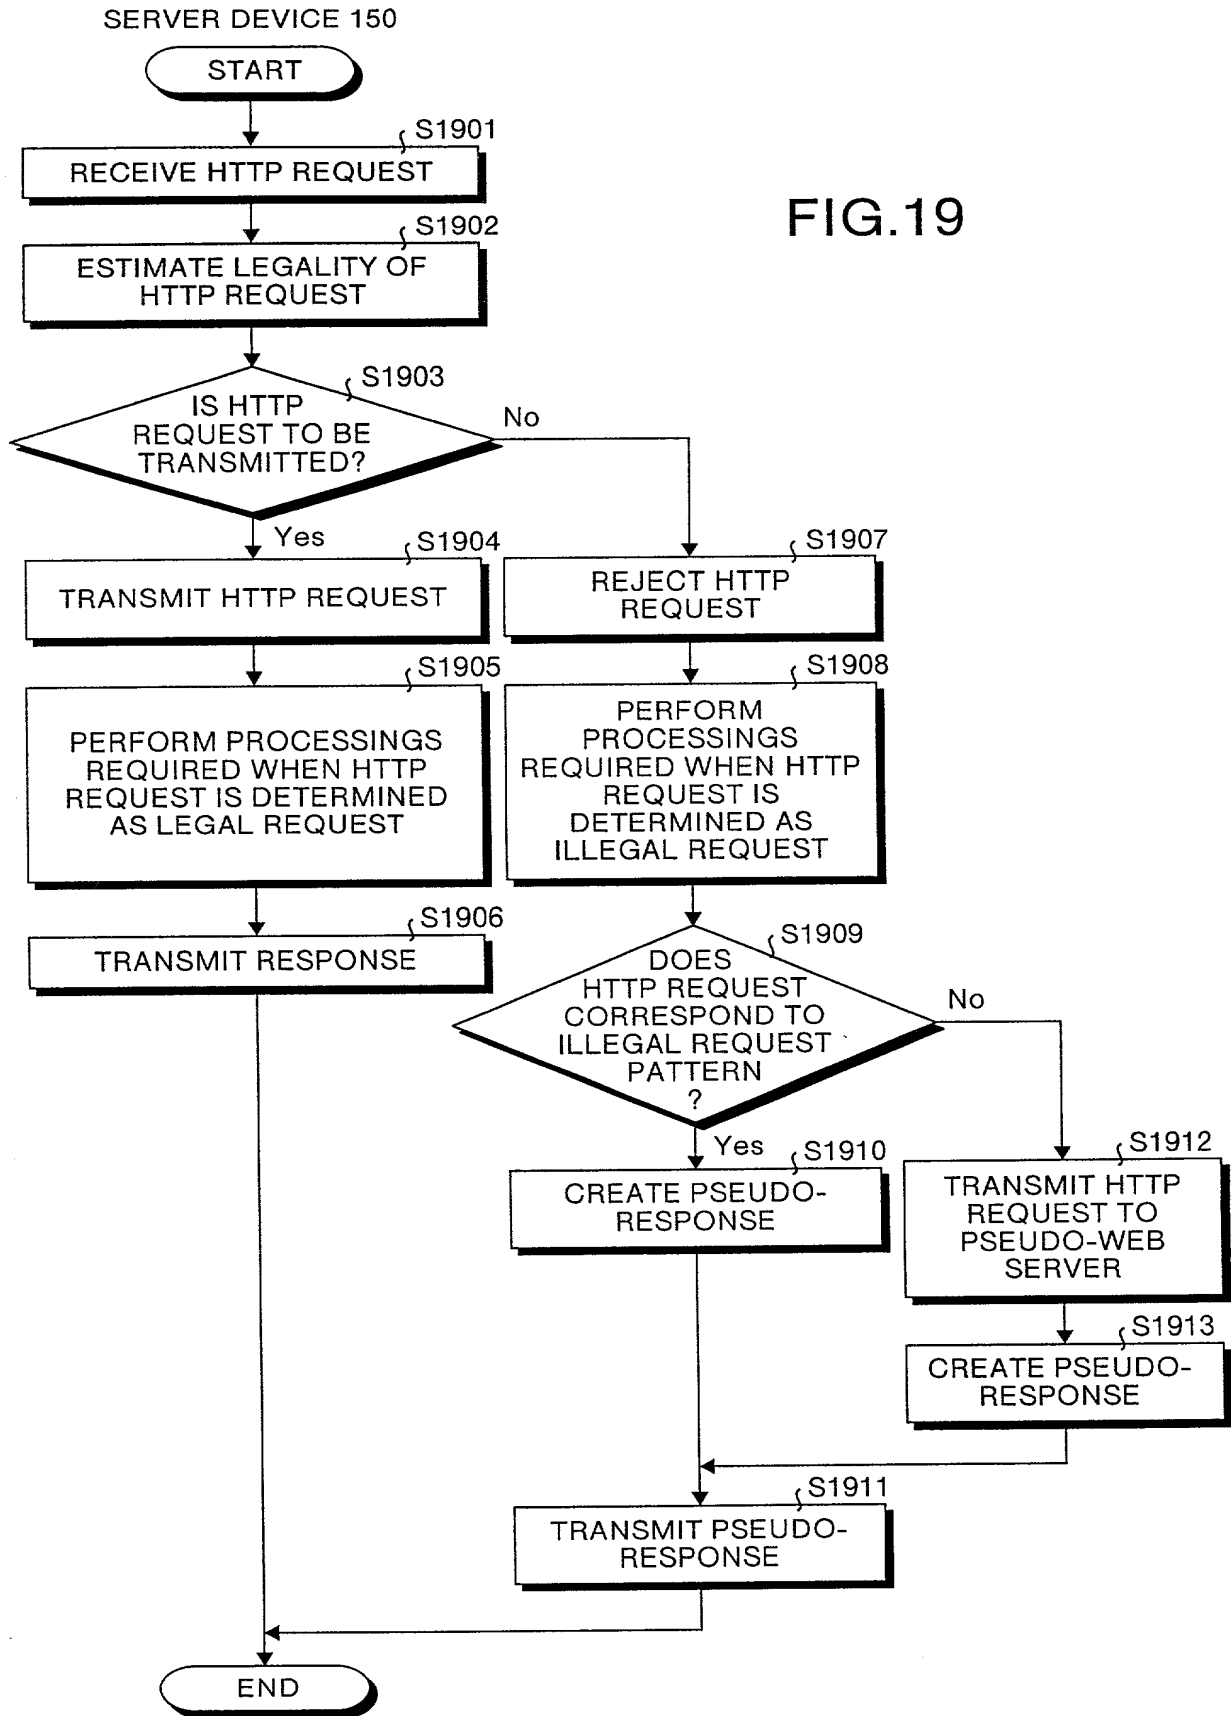 SERVER DEVICE 150
START
S1901
RECEIVE HTTP REQUEST
FIG.19
S1902
ESTIMATE LEGALITY OF
HTTP REQUEST
S1903
IS HTTP
REQUEST TO BE
TRANSMITTED?
No
Yes
S1904
TRANSMIT HTTP REQUEST
S1907
REJECT HTTP
REQUEST
S1905
PERFORM PROCESSINGS
REQUIRED WHEN HTTP
REQUEST IS DETERMINED
AS LEGAL REQUEST
S1908
PERFORM
PROCESSINGS
REQUIRED WHEN HTTP
REQUEST IS
DETERMINED AS
ILLEGAL REQUEST
S1906
TRANSMIT RESPONSE
S1909
DOES
HTTP REQUEST
CORRESPOND TO
ILLEGAL REQUEST
PATTERN
?
No
Yes
S1910
CREATE PSEUDO-
RESPONSE
S1912
TRANSMIT HTTP
REQUEST TO
PSEUDO-WEB
SERVER
S1913
CREATE PSEUDO-
RESPONSE
S1911
TRANSMIT PSEUDO-
RESPONSE
END